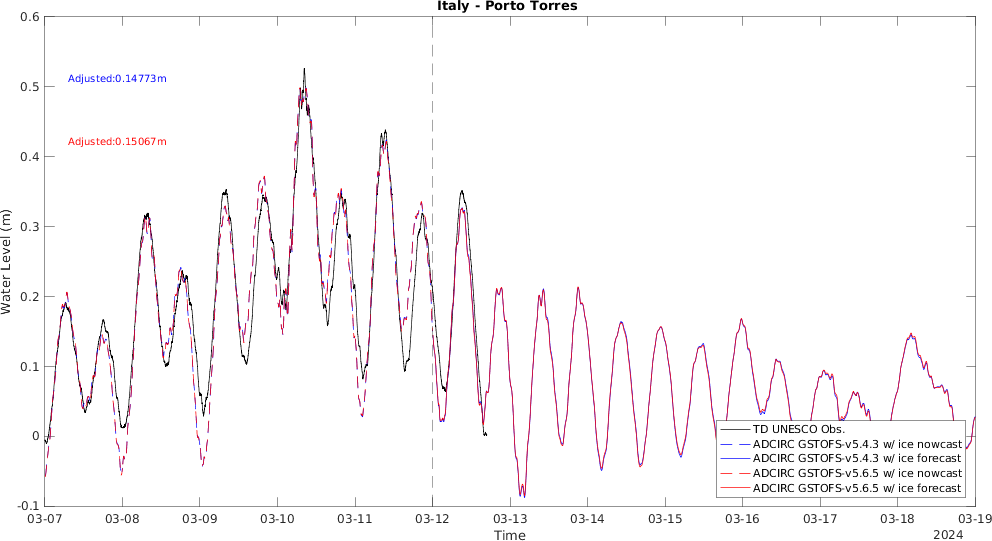 Italy - Porto Torres
Water Level (m)
0.6
0.5
0.4
0.3
0.2
0.1
0
-0.1
Adjusted:0.14773m
Adjusted:0.15067m
TD UNESCO Obs.
ADCIRC GSTOFS-v5.4.3 w/ ice nowcast
ADCIRC GSTOFS-v5.4.3 w/ ice forecast
ADCIRC GSTOFS-v5.6.5 w/ ice nowcast
ADCIRC GSTOFS-v5.6.5 w/ ice forecast
03-07 03-08 03-09 03-10 03-11 03-12 03-13 03-14 03-15 03-16 03-17 03-18 03-19
Time
2024